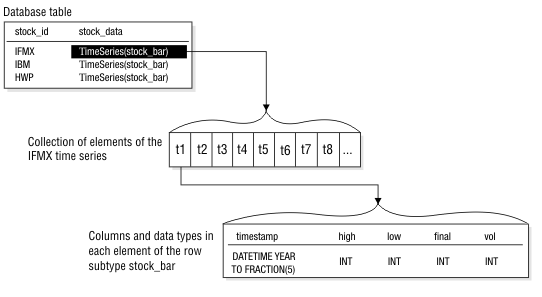 Database table
stock_id stock_data
IFMX TimeSeries(stock_bar)
IBM TimeSeries(stock_bar)
HWP TimeSeries(stock_bar)
Collection of elements of the
IFMX time series
t1 t2 t3 t4 t5 t6 t7 t8 ...
Columns and data types in
each element of the row
subtype stock_bar
timestamp high low final vol
DATETIME YEAR
TO FRACTION(5) INT INT INT INT